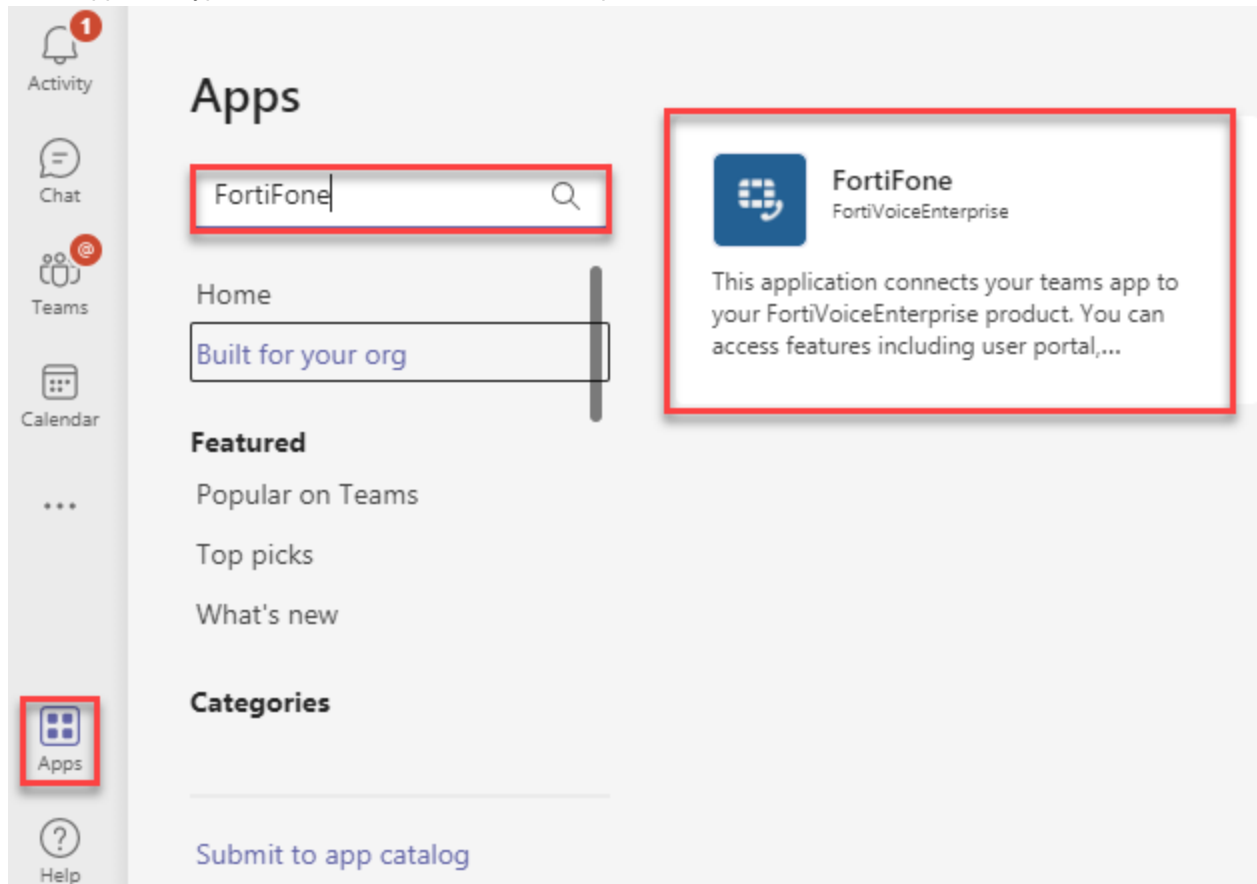 1
Activity
Chat
@
Teams
Calendar
Apps
Help
Apps
FortiFone
Home
Built for your org
Featured
Popular on Teams
Top picks
What's new
Categories
Submit to app catalog
FortiFone
FortiVoiceEnterprise
This application connects your teams app to
your FortiVoiceEnterprise product. You can
access features including user portal,...